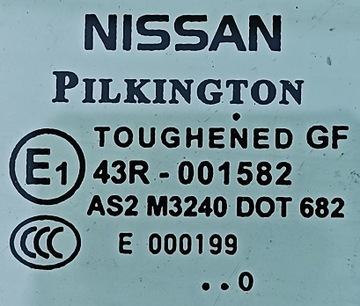 NISSAN
PILKINGTON
TOUGHENED GF
E1 43R - 001582
AS2 M3240 DOT 682
CCC E 000199
..0